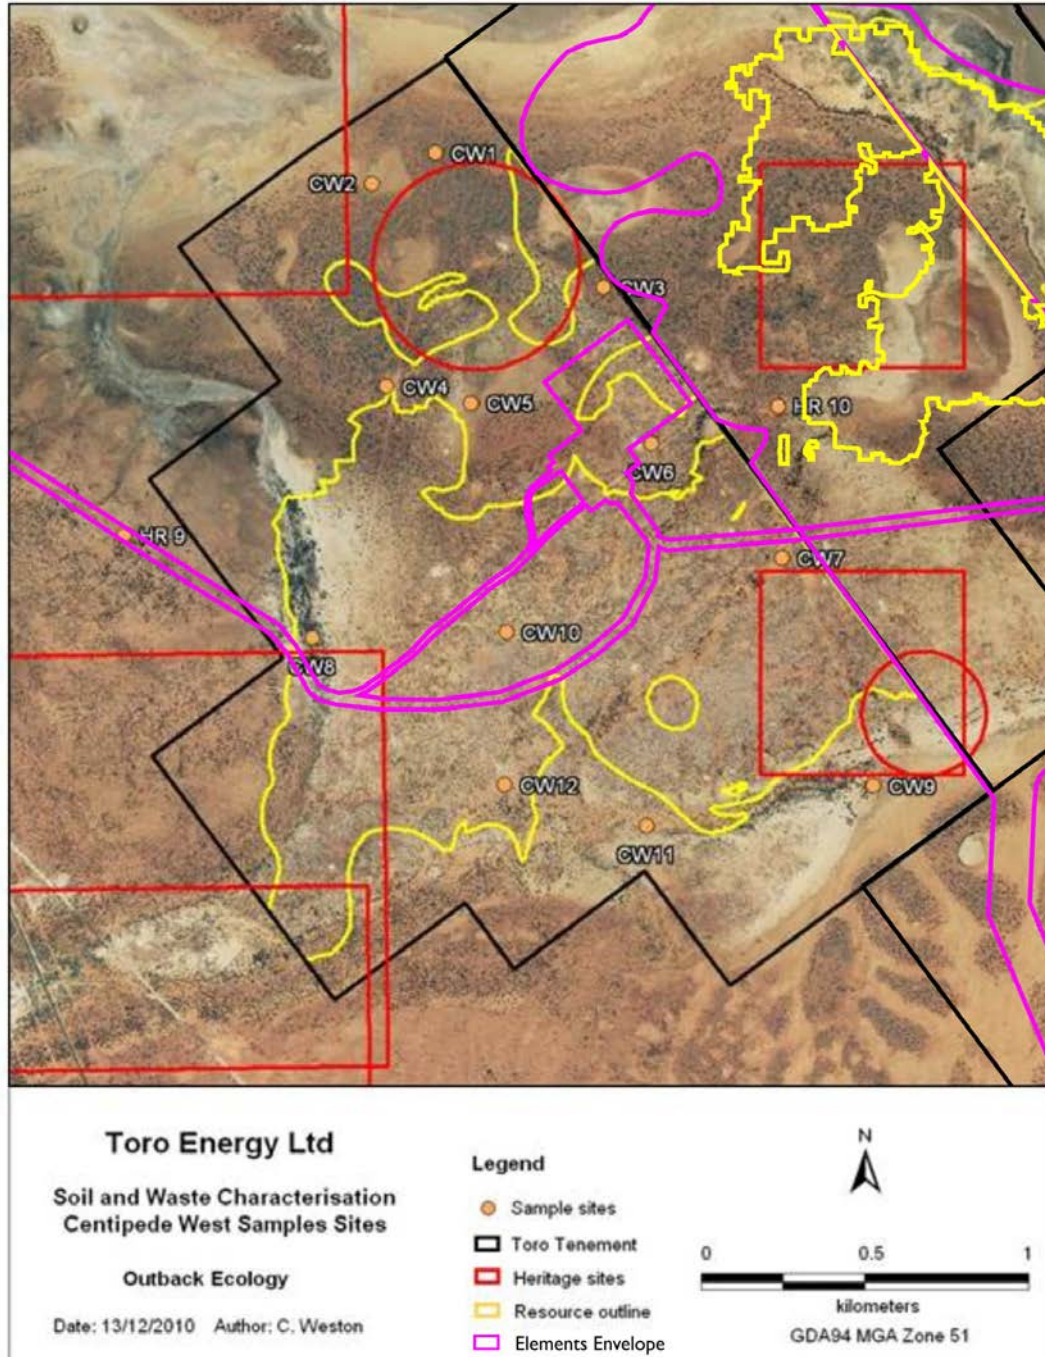 CW1
CW2
CW3
CW4
CW5
HR 10
CW6
HR 9
CW7
CW10
CW8
CW12
CW9
CW11
Toro Energy Ltd
Soil and Waste Characterisation
Centipede West Samples Sites
Outback Ecology
Date: 13/12/2010 Author: C. Weston
Legend
Sample sites
Toro Tenement
Heritage sites
Resource outline
Elements Envelope
N
0 0.5 1
kilometers
GDA94 MGA Zone 51